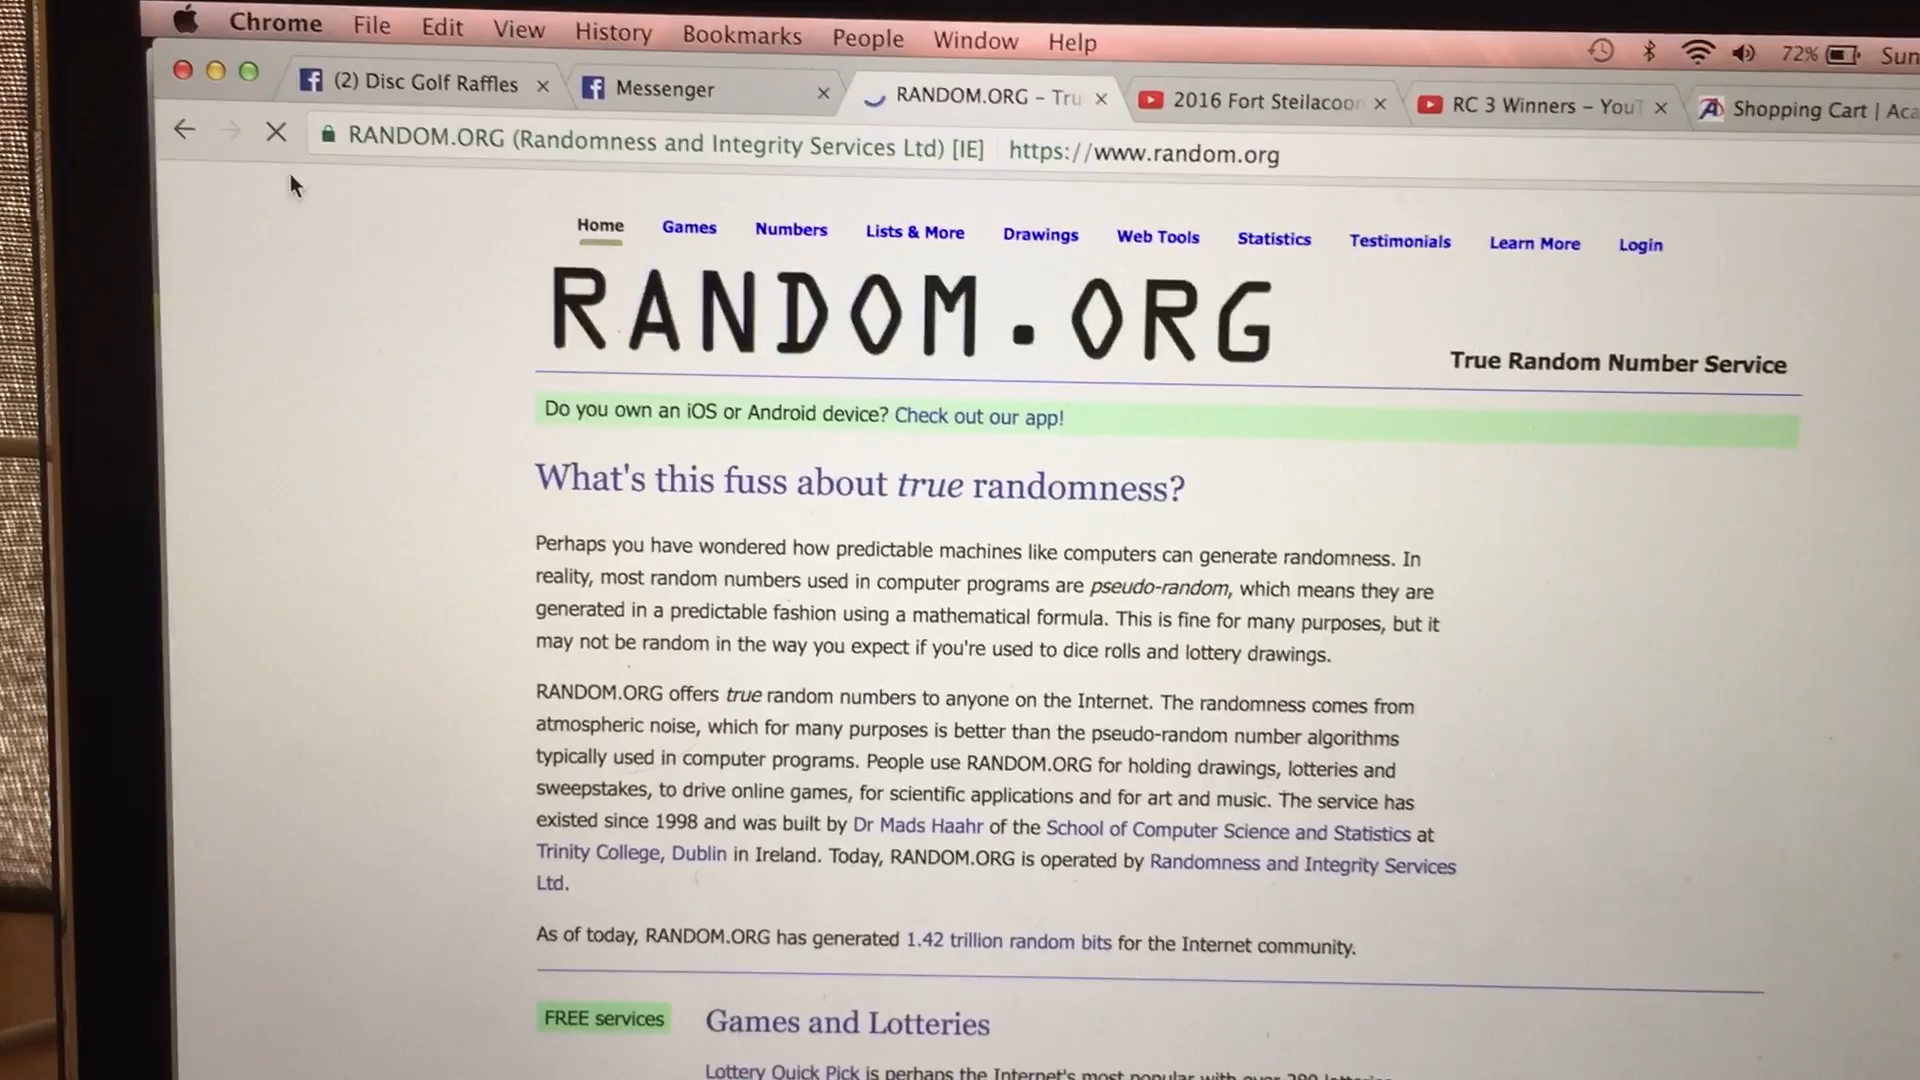 Chrome File Edit View History Bookmarks People Window Help 72% Sun
(2) Disc Golf Raffles Messenger RANDOM.ORG – Tru 2016 Fort Steilacoor RC 3 Winners – YouT Shopping Cart | Aca
RANDOM.ORG (Randomness and Integrity Services Ltd) [IE] https://www.random.org
Home Games Numbers Lists & More Drawings Web Tools Statistics Testimonials Learn More Login
RANDOM.ORG
True Random Number Service
Do you own an iOS or Android device? Check out our app!
What's this fuss about true randomness?
Perhaps you have wondered how predictable machines like computers can generate randomness. In
reality, most random numbers used in computer programs are pseudo-random, which means they are
generated in a predictable fashion using a mathematical formula. This is fine for many purposes, but it
may not be random in the way you expect if you're used to dice rolls and lottery drawings.
RANDOM.ORG offers true random numbers to anyone on the Internet. The randomness comes from
atmospheric noise, which for many purposes is better than the pseudo-random number algorithms
typically used in computer programs. People use RANDOM.ORG for holding drawings, lotteries and
sweepstakes, to drive online games, for scientific applications and for art and music. The service has
existed since 1998 and was built by Dr Mads Haahr of the School of Computer Science and Statistics at
Trinity College, Dublin in Ireland. Today, RANDOM.ORG is operated by Randomness and Integrity Services
Ltd.
As of today, RANDOM.ORG has generated 1.42 trillion random bits for the Internet community.
FREE services
Games and Lotteries
Lottery Quick Pick is perhaps the Internet's most popular with over